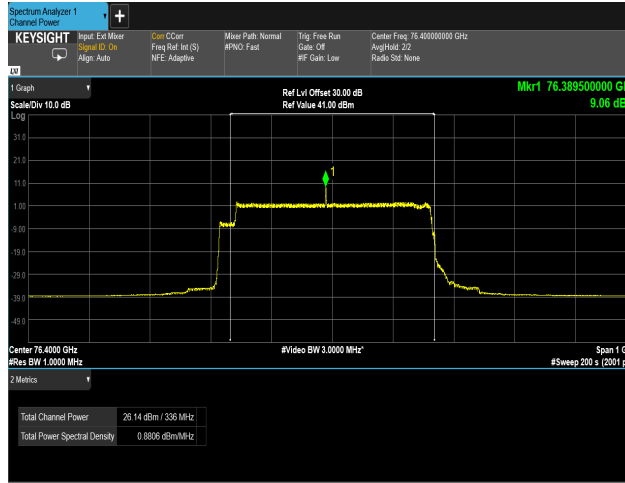 Spectrum Analyzer 1
Channel Power
+
KEYSIGHT
Input: Ext Mixer
Signal ID: On
Align: Auto
Corr CCorr
Freq Ref: Int (S)
NFE: Adaptive
Mixer Path: Normal
#PNO: Fast
Trig: Free Run
Gate: Off
#IF Gain: Low
Center Freq: 76.400000000 GHz
Avg|Hold: 2/2
Radio Std: None
LXI
1 Graph
Scale/Div 10.0 dB
Ref Lvl Offset 30.00 dB
Ref Value 41.00 dBm
Mkr1 76.389500000 G
9.06 dB
Log
31.0
21.0
11.0
1.00
-9.00
-19.0
-29.0
-39.0
-49.0
1
Center 76.4000 GHz
#Video BW 3.0000 MHz*
Span 1 G
#Res BW 1.0000 MHz
#Sweep 200 s (2001 p
2 Metrics
Total Channel Power 26.14 dBm / 336 MHz
Total Power Spectral Density 0.8806 dBm/MHz